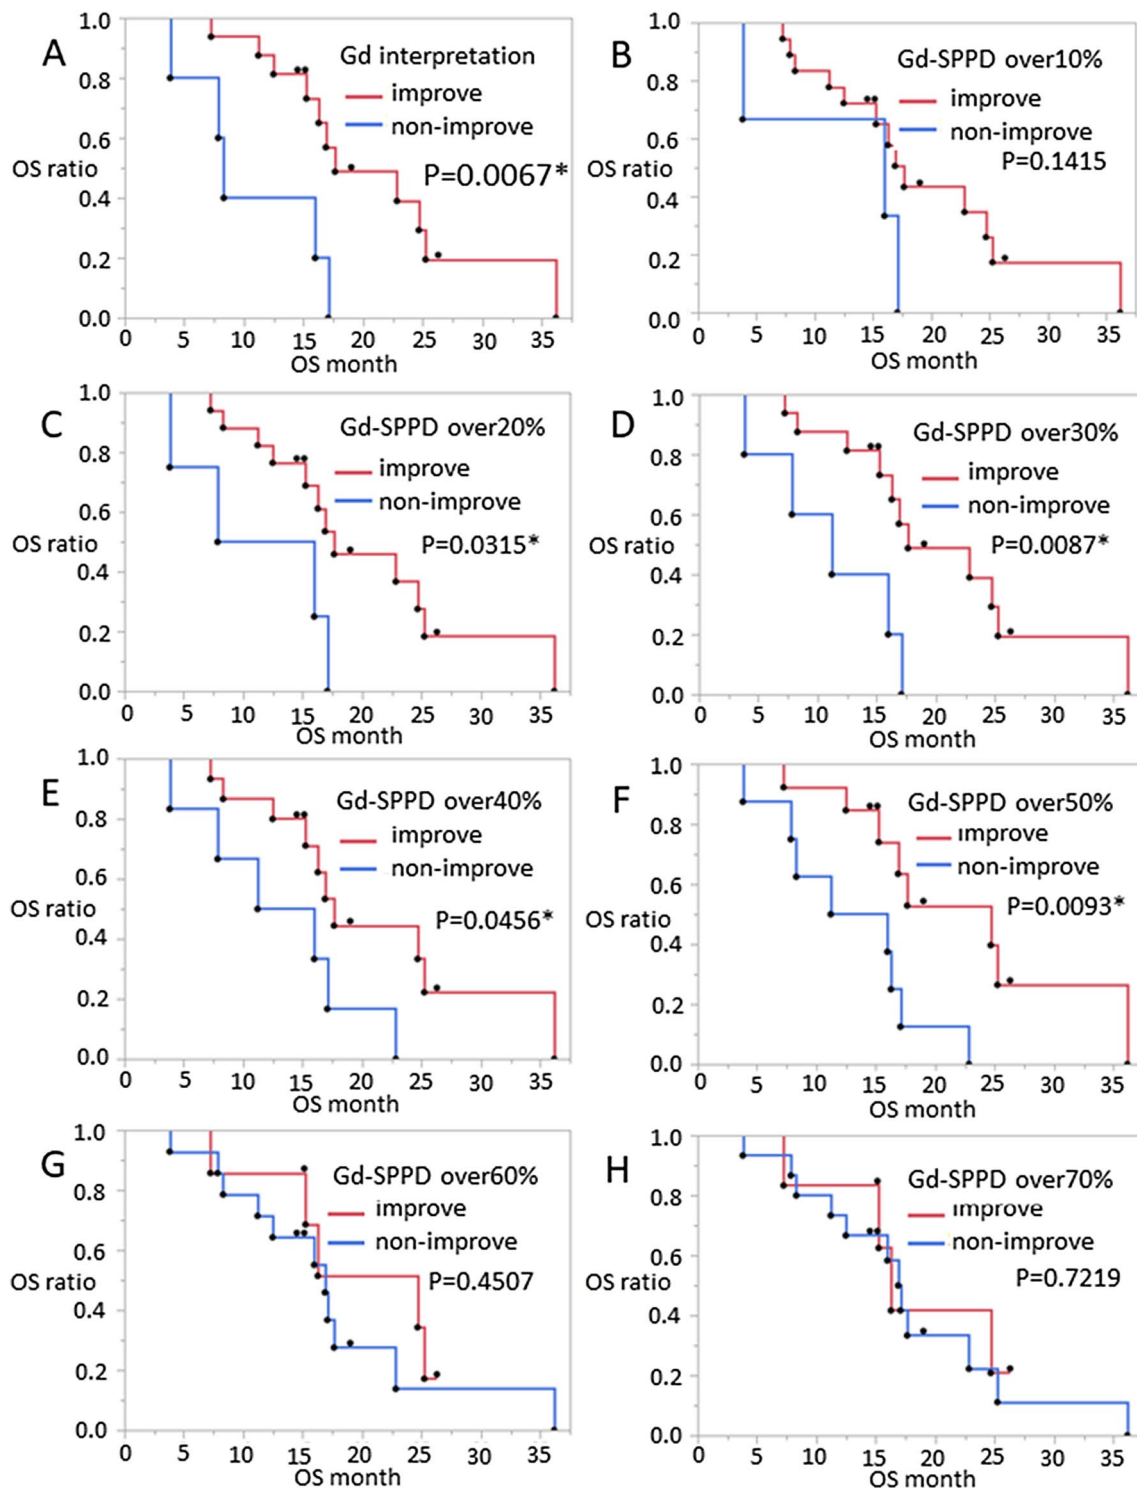 A
Gd interpretation
improve
non-improve
P=0.0067*
OS ratio
1.0
0.8
0.6
0.4
0.2
0.0
0 5 10 15 20 25 30 35
OS month
B
Gd-SPPD over10%
improve
non-improve
P=0.1415
OS ratio
1.0
0.8
0.6
0.4
0.2
0.0
0 5 10 15 20 25 30 35
OS month
C
Gd-SPPD over20%
improve
non-improve
P=0.0315*
OS ratio
1.0
0.8
0.6
0.4
0.2
0.0
0 5 10 15 20 25 30 35
OS month
D
Gd-SPPD over30%
improve
non-improve
P=0.0087*
OS ratio
1.0
0.8
0.6
0.4
0.2
0.0
0 5 10 15 20 25 30 35
OS month
E
Gd-SPPD over40%
improve
non-improve
P=0.0456*
OS ratio
1.0
0.8
0.6
0.4
0.2
0.0
0 5 10 15 20 25 30 35
OS month
F
Gd-SPPD over50%
improve
non-improve
P=0.0093*
OS ratio
1.0
0.8
0.6
0.4
0.2
0.0
0 5 10 15 20 25 30 35
OS month
G
Gd-SPPD over60%
improve
non-improve
P=0.4507
OS ratio
1.0
0.8
0.6
0.4
0.2
0.0
0 5 10 15 20 25 30 35
OS month
H
Gd-SPPD over70%
improve
non-improve
P=0.7219
OS ratio
1.0
0.8
0.6
0.4
0.2
0.0
0 5 10 15 20 25 30 35
OS month